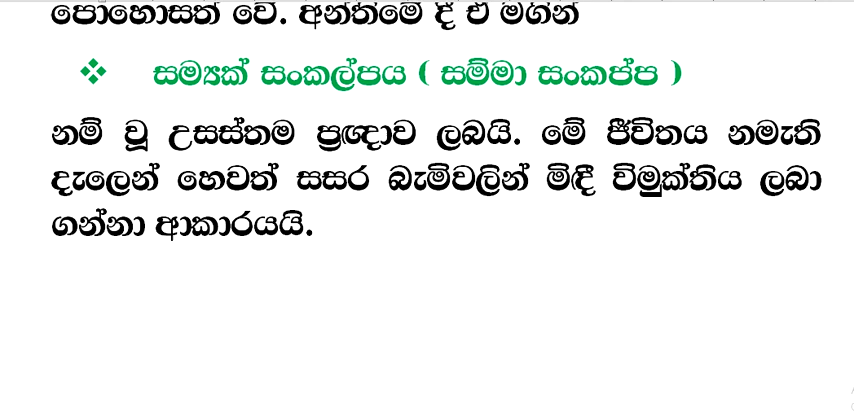 පොහොසත් වේ. අන්තිමේ දී ඒ මගින්
❖ සම්‍යක් සංකල්පය ( සම්මා සංකප්ප )
නම් වූ උසස්තම ප්‍රඥාව ලබයි. මේ ජීවිතය නමැති
දැලෙන් හෙවත් සසර බැමිවලින් මිඳී විමුක්තිය ලබා
ගන්නා ආකාරයයි.